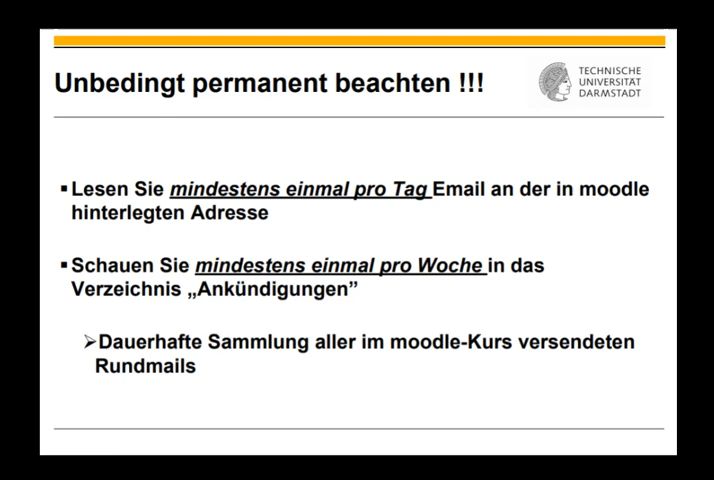 Unbedingt permanent beachten !!!
TECHNISCHE
UNIVERSITÄT
DARMSTADT
▪Lesen Sie mindestens einmal pro Tag Email an der in moodle
hinterlegten Adresse
▪Schauen Sie mindestens einmal pro Woche in das
Verzeichnis „Ankündigungen”
➢Dauerhafte Sammlung aller im moodle-Kurs versendeten
Rundmails